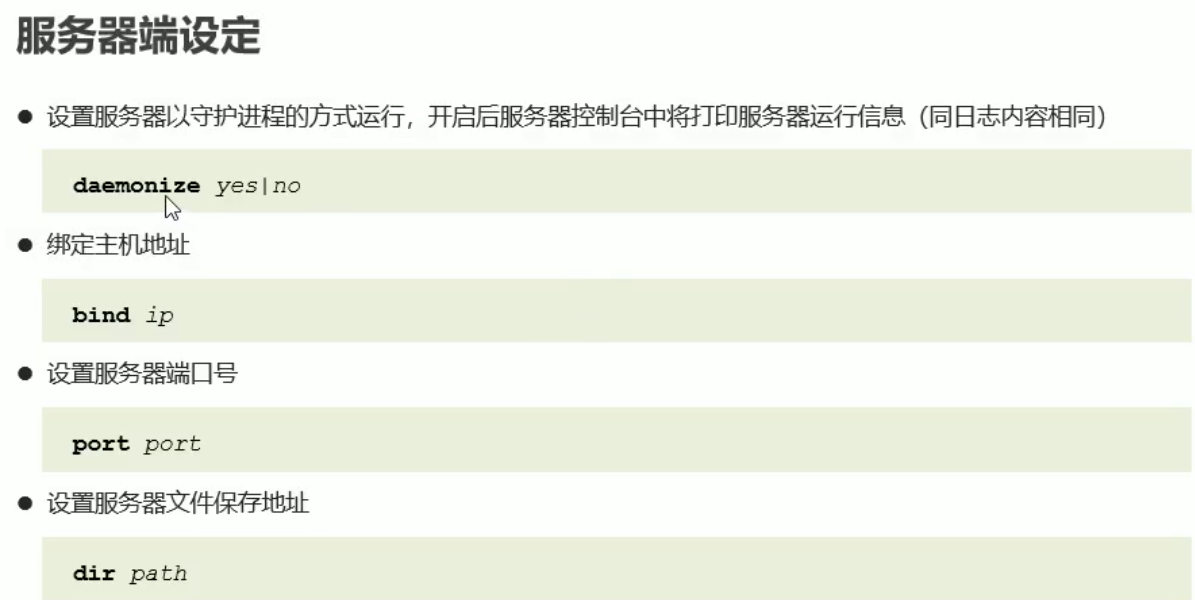 服务器端设定
● 设置服务器以守护进程的方式运行，开启后服务器控制台中将打印服务器运行信息（同日志内容相同）
daemonize yes|no
● 绑定主机地址
bind ip
● 设置服务器端口号
port port
● 设置服务器文件保存地址
dir path